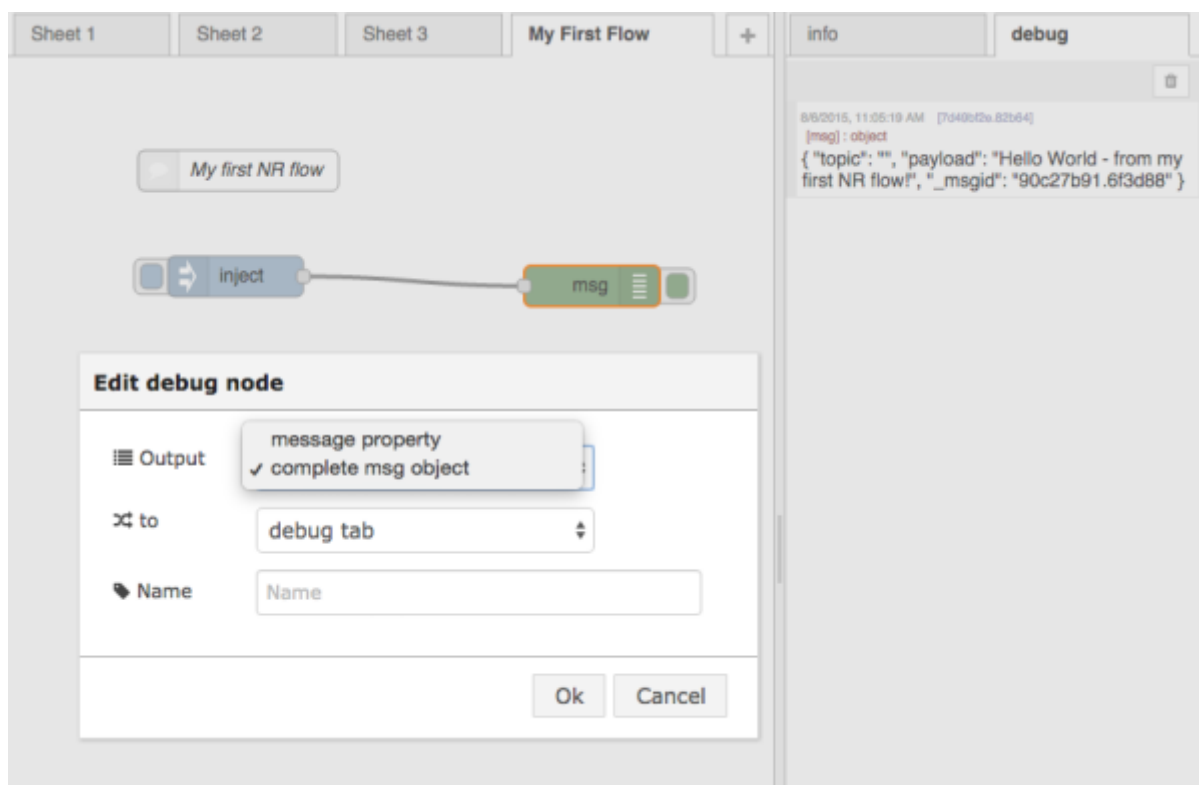 Sheet 1
Sheet 2
Sheet 3
My First Flow
+
info
debug
8/6/2015, 11:05:19 AM [7d49bf2e.82b64]
[msg] : object
{ "topic": "", "payload": "Hello World - from my
first NR flow!", "_msgid": "90c27b91.6f3d88" }
My first NR flow
inject
msg
Edit debug node
Output
message property
✓ complete msg object
to
debug tab
Name
Name
Ok
Cancel